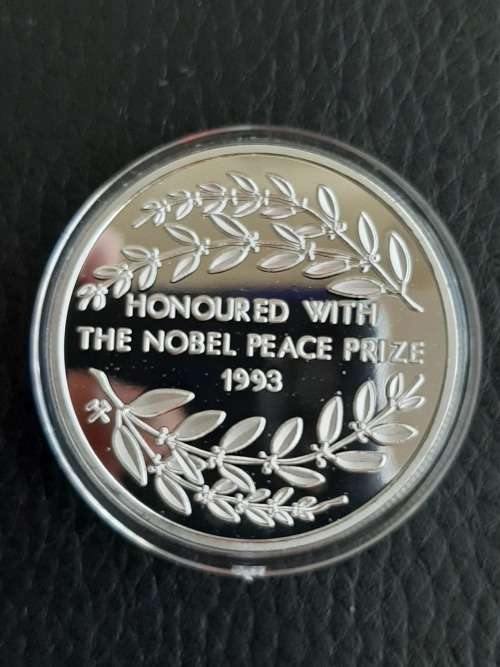 HONOURED WITH
THE NOBEL PEACE PRIZE
1993